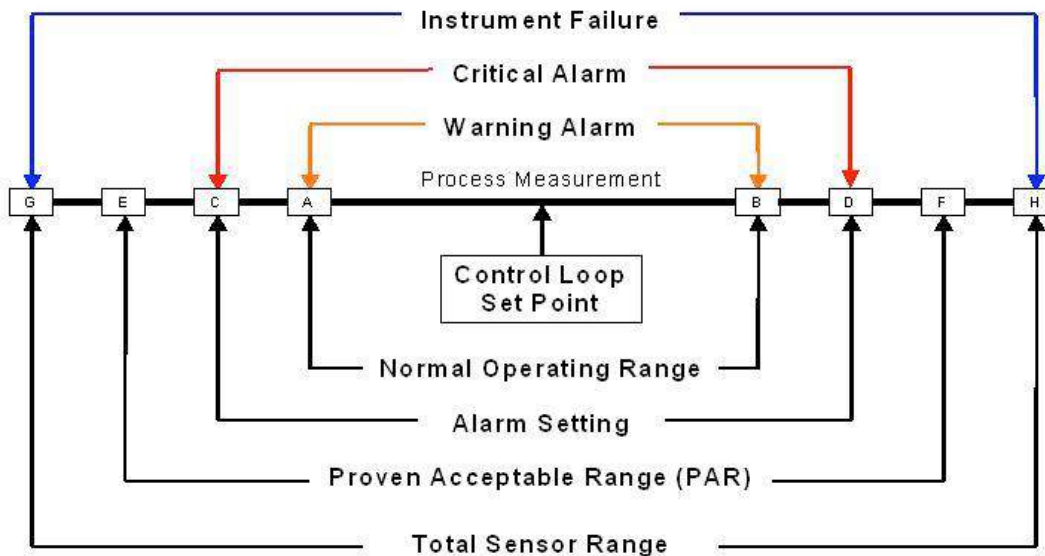 Instrument Failure
Critical Alarm
Warning Alarm
Process Measurement
G E C A B D F H
Control Loop
Set Point
Normal Operating Range
Alarm Setting
Proven Acceptable Range (PAR)
Total Sensor Range